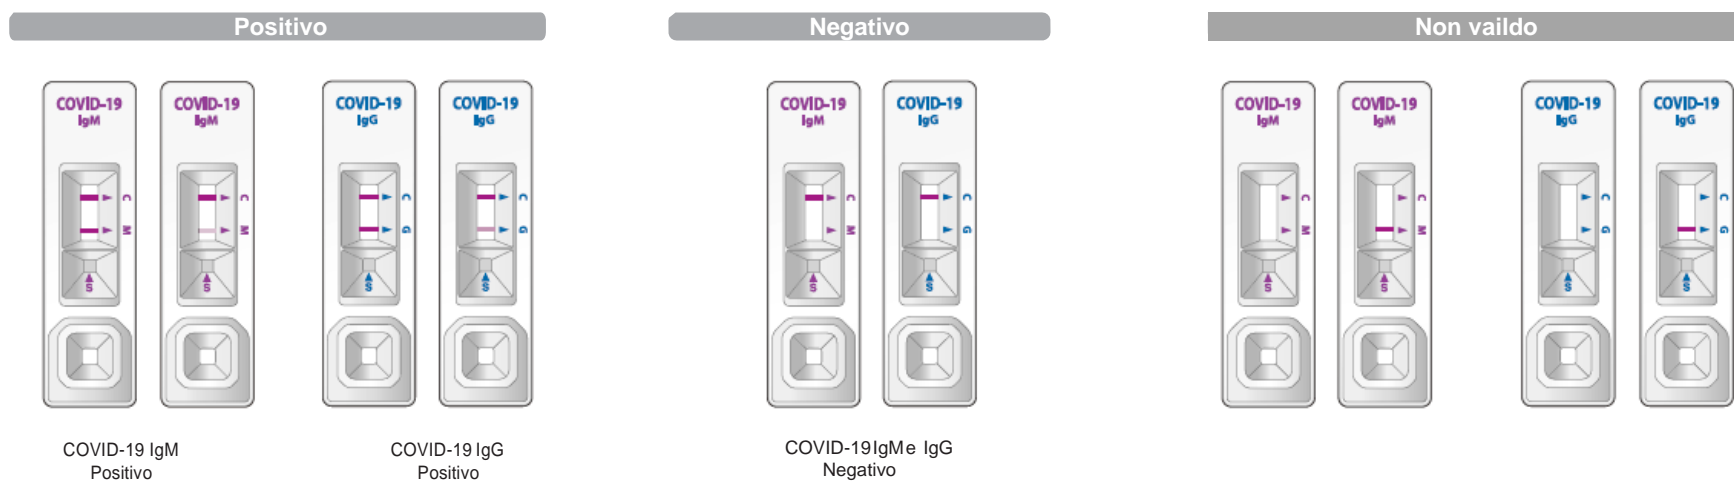 Positivo
Negativo
Non vaildo
COVID-19
IgM
COVID-19
IgM
COVID-19
IgG
COVID-19
IgG
COVID-19
IgM
COVID-19
IgG
COVID-19
IgM
COVID-19
IgM
COVID-19
IgG
COVID-19
IgG
C
M
S
C
M
S
C
G
S
C
G
S
C
M
S
C
G
S
C
M
S
C
M
S
C
G
S
C
G
S
COVID-19 IgM
Positivo
COVID-19 IgG
Positivo
COVID-19IgMe IgG
Negativo